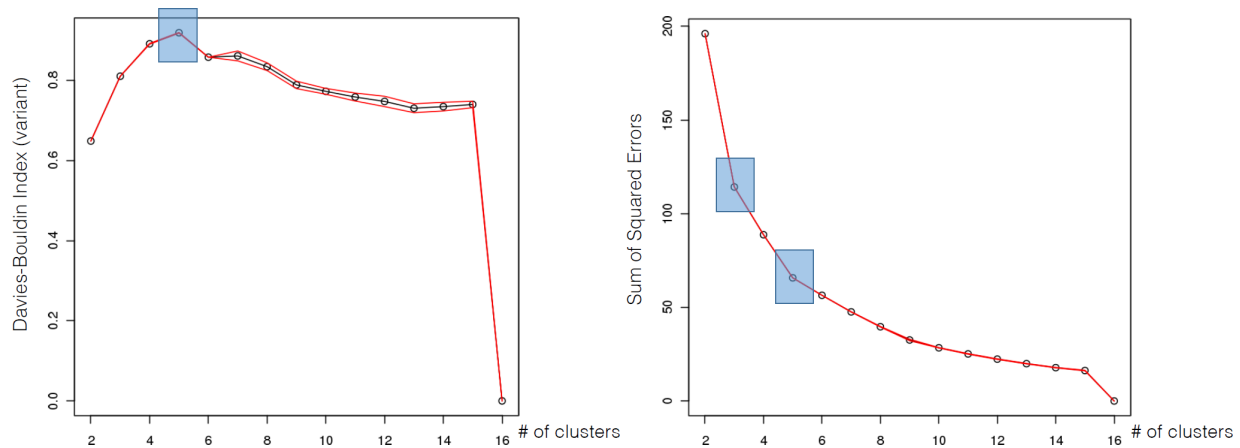 Davies-Bouldin Index (variant)
0.8
0.6
0.4
0.2
0.0
2 4 6 8 10 12 14 16
# of clusters
Sum of Squared Errors
200
150
100
50
0
2 4 6 8 10 12 14 16
# of clusters